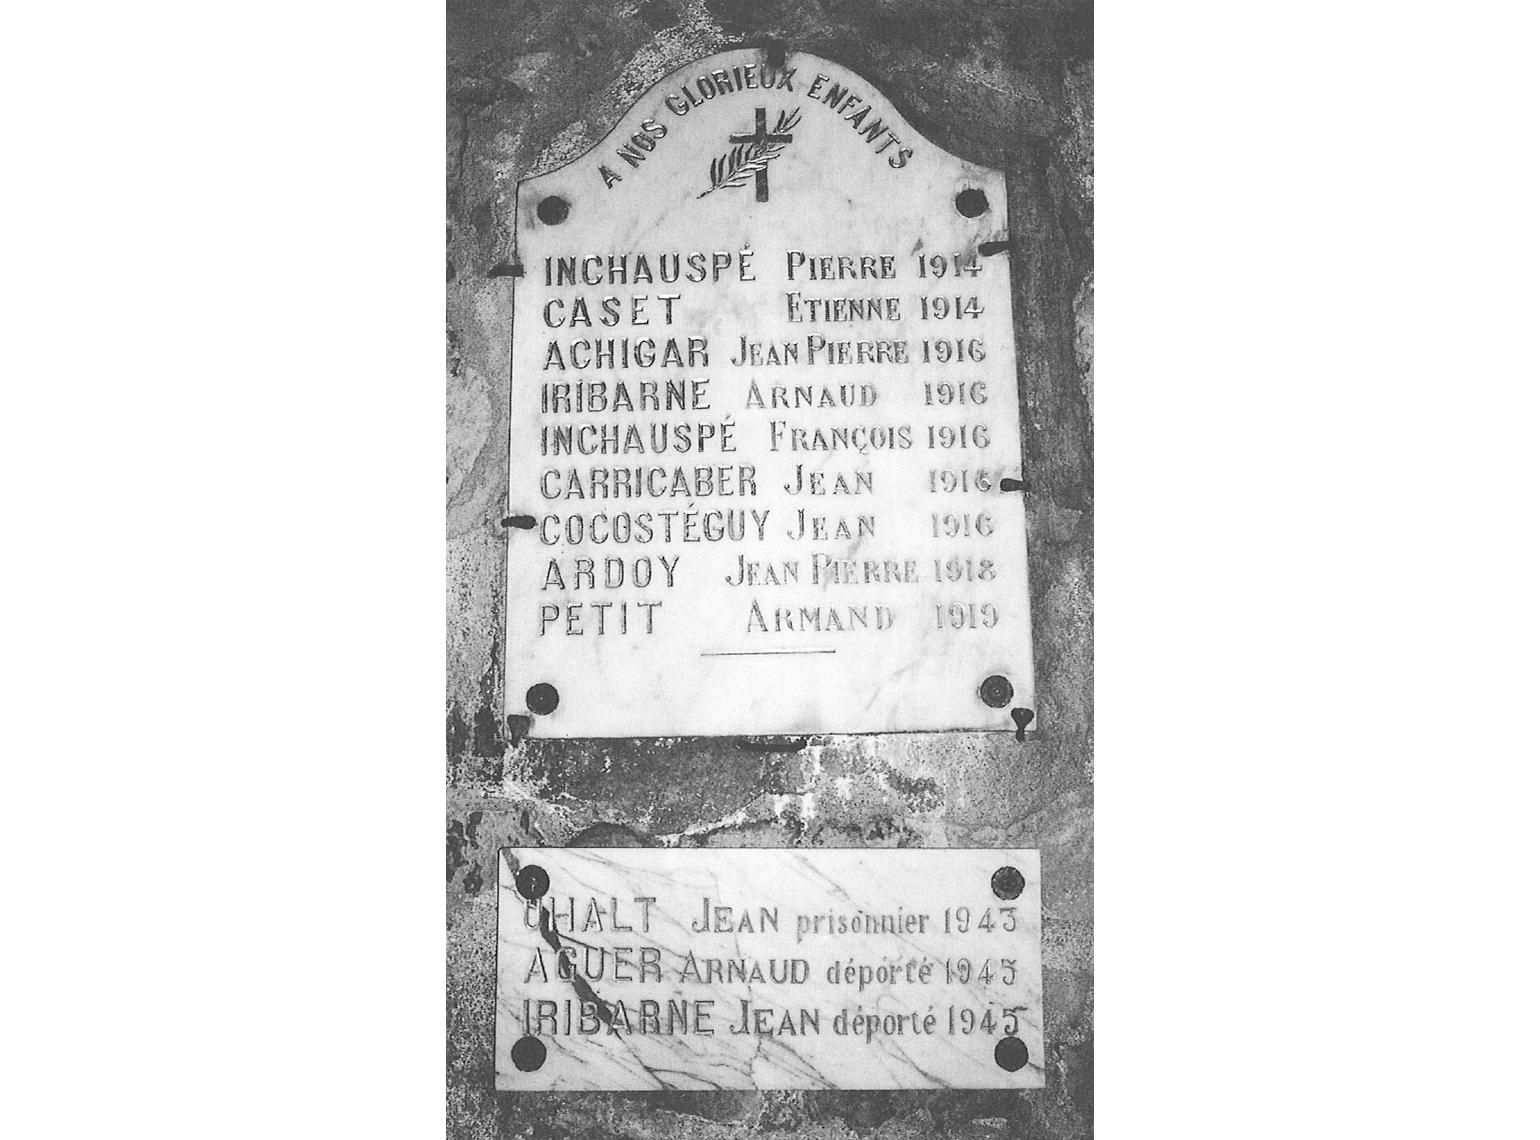 A NOS GLORIEUX ENFANTS
INCHAUSPÉ PIERRE 1914
CASET ETIENNE 1914
ACHIGAR JEAN PIERRE 1916
IRIBARNE ARNAUD 1916
INCHAUSPÉ FRANÇOIS 1916
CARRICABER JEAN 1916
COCOSTÉGUY JEAN 1916
ARDOY JEAN PIERRE 1918
PETIT ARMAND 1919
UHALT JEAN prisonnier 1943
AGUER ARNAUD déporté 1945
IRIBARNE JEAN déporté 1945